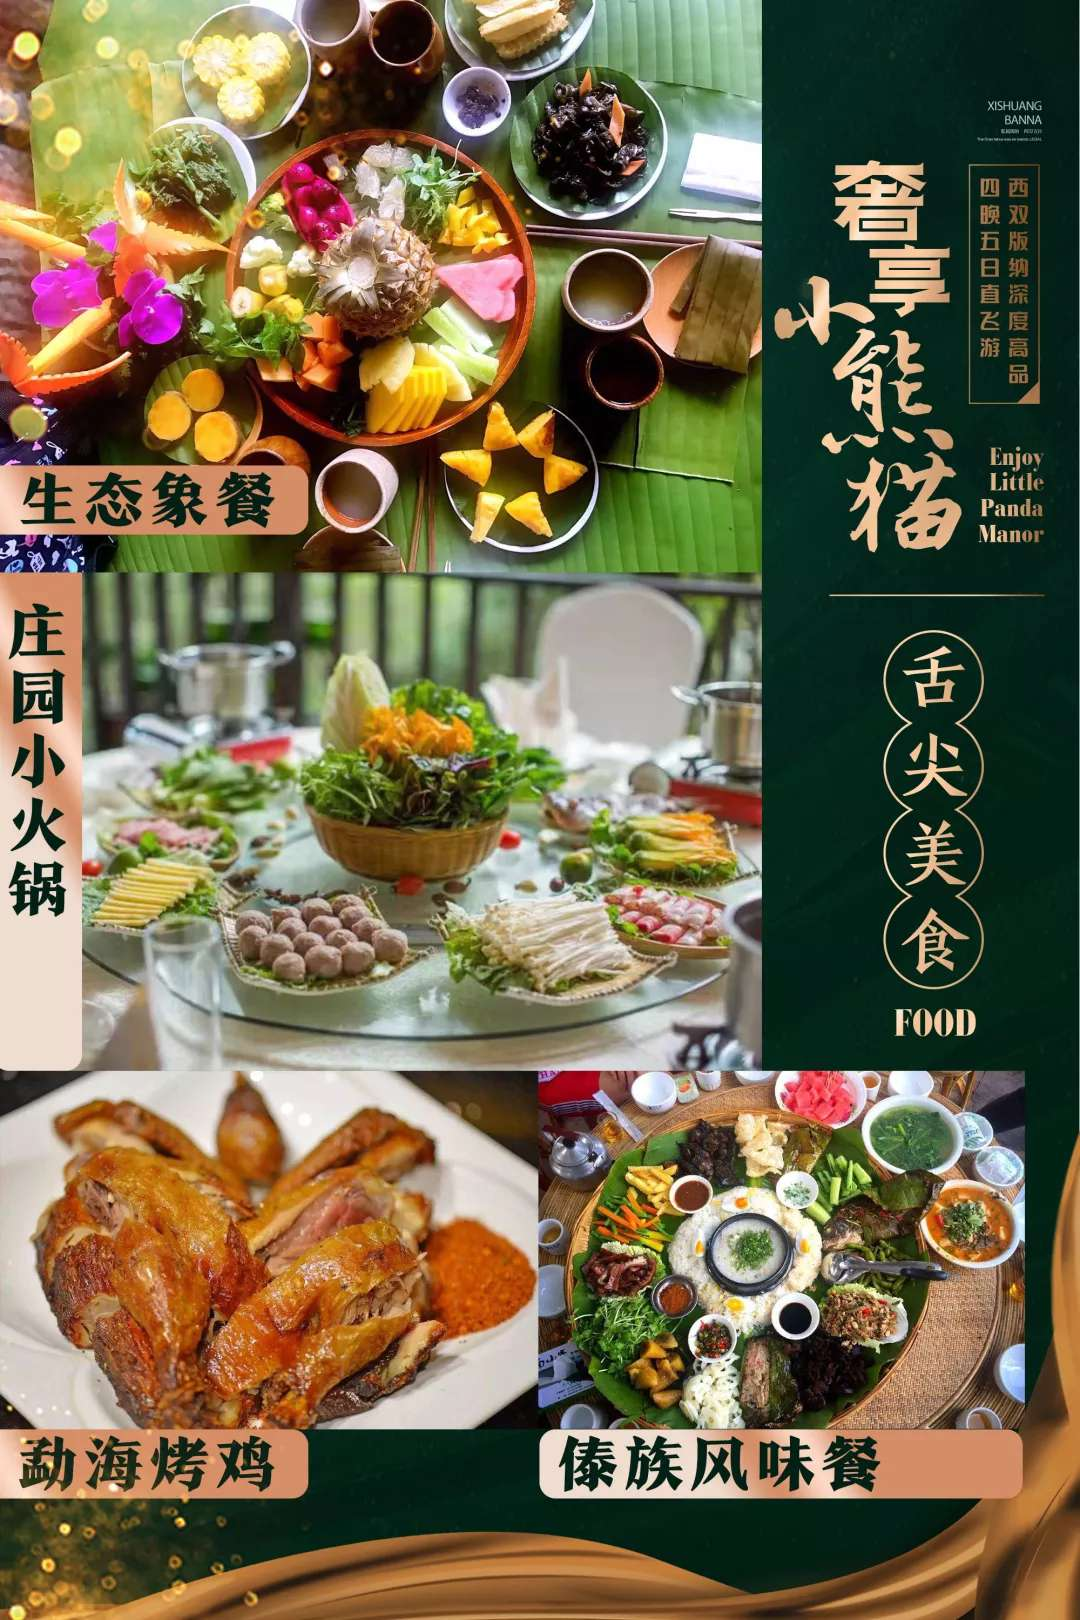 XISHUANG
BANNA
奢享
小熊猫
西双版纳深度高品
四晚五日直飞游
Enjoy
Little
Panda
Manor
舌尖美食
FOOD
生态象餐
庄园小火锅
勐海烤鸡
傣族风味餐